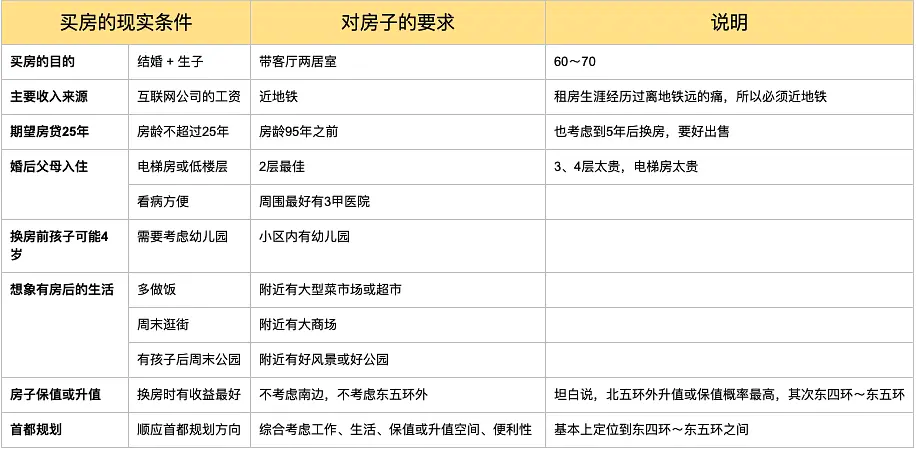 买房的现实条件 对房子的要求 说明
买房的目的 结婚 + 生子 带客厅两居室 60～70
主要收入来源 互联网公司的工资 近地铁 租房生涯经历过离地铁远的痛，所以必须近地铁
期望房贷25年 房龄不超过25年 房龄95年之前 也考虑到5年后换房，要好出售
婚后父母入住 电梯房或低楼层 2层最佳 3、4层太贵，电梯房太贵
看病方便 周围最好有3甲医院
换房前孩子可能4
岁 需要考虑幼儿园 小区内有幼儿园
想象有房后的生活 多做饭 附近有大型菜市场或超市
周末逛街 附近有大商场
有孩子后周末公园 附近有好风景或好公园
房子保值或升值 换房时有收益最好 不考虑南边，不考虑东五环外 坦白说，北五环外升值或保值概率最高，其次东四环～东五环
首都规划 顺应首都规划方向 综合考虑工作、生活、保值或升值空间、便利性 基本上定位到东四环～东五环之间